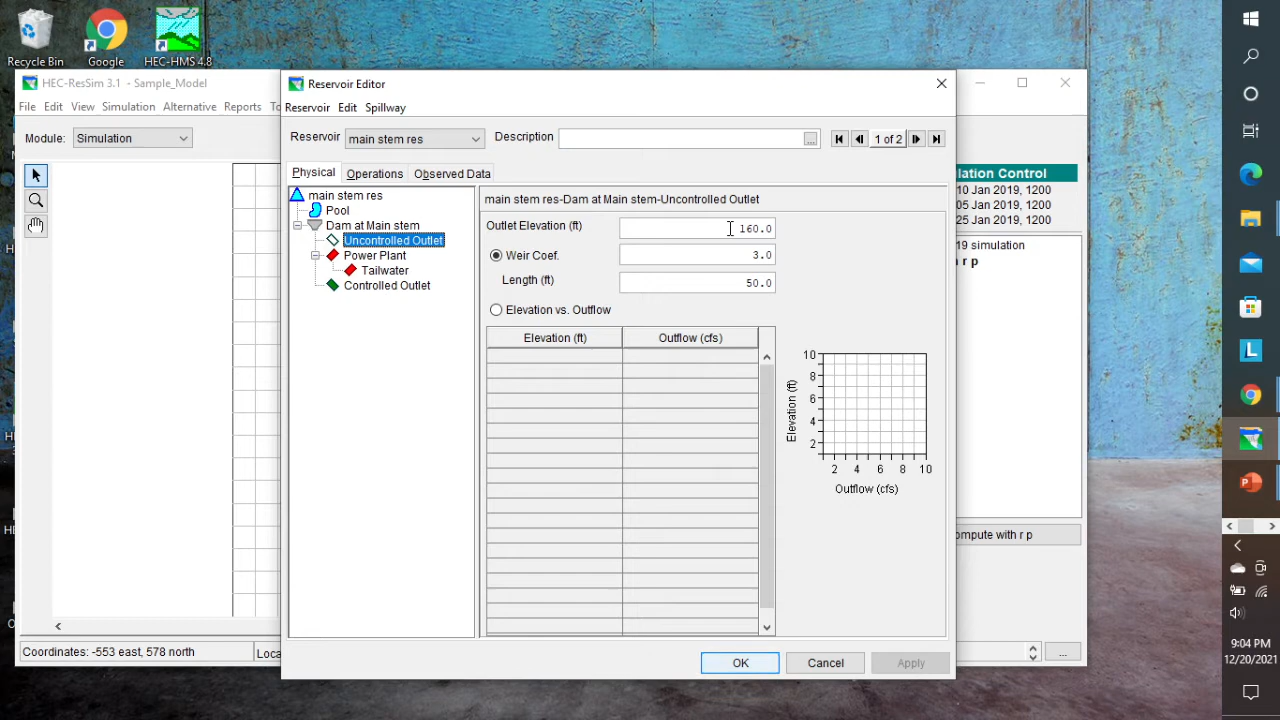 Recycle Bin
Google
HEC-HMS 4.8
HEC-ResSim 3.1 - Sample_Model
File Edit View Simulation Alternative Reports To
Module: Simulation
Reservoir Editor
Reservoir Edit Spillway
Reservoir main stem res Description 1 of 2
Physical Operations Observed Data
main stem res
Pool
Dam at Main stem
Uncontrolled Outlet
Power Plant
Tailwater
Controlled Outlet
main stem res-Dam at Main stem-Uncontrolled Outlet
Outlet Elevation (ft) 160.0
Weir Coef. 3.0
Length (ft) 50.0
Elevation vs. Outflow
Elevation (ft) Outflow (cfs)
Elevation (ft)
10
8
6
4
2
2 4 6 8 10
Outflow (cfs)
OK Cancel Apply
lation Control
10 Jan 2019, 1200
05 Jan 2019, 1200
25 Jan 2019, 1200
19 simulation
r p
ompute with r p
Coordinates: -553 east, 578 north
Loca
...
L
9:04 PM
12/20/2021